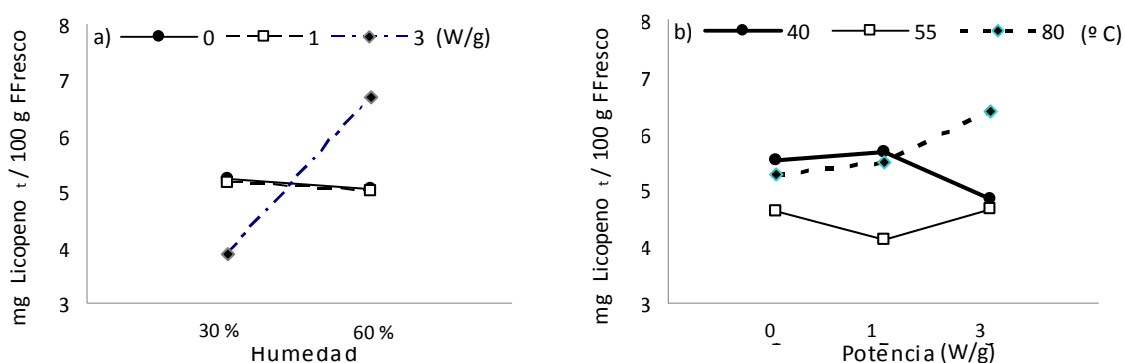 a) 0 1 3 (W/g)
mg Licopeno t / 100 g FFresco
8
7
6
5
4
3
30 % 60 %
Humedad
b) 40 55 80 (º C)
mg Licopeno t / 100 g FFresco
8
7
6
5
4
3
0 1 3
Potencia (W/g)